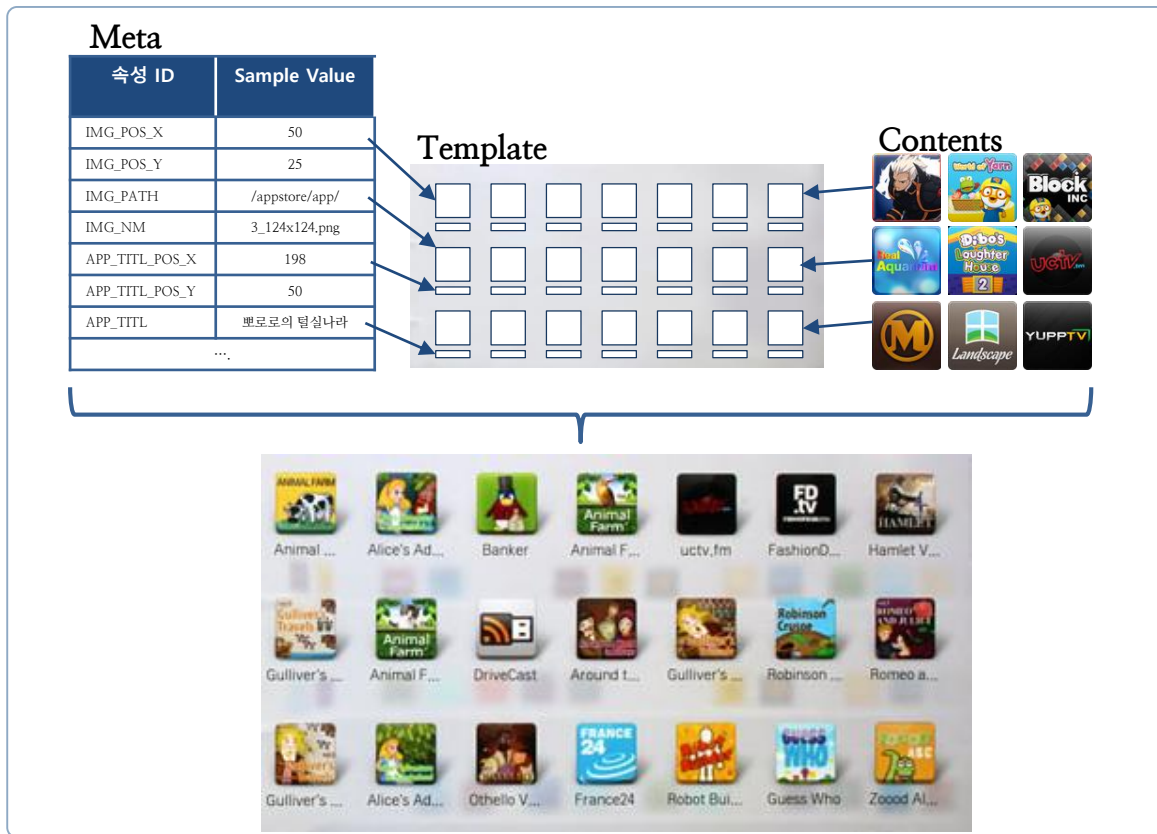 Meta
속성 ID Sample Value
IMG_POS_X 50
IMG_POS_Y 25
IMG_PATH /appstore/app/
IMG_NM 3_124x124.png
APP_TITL_POS_X 198
APP_TITL_POS_Y 50
APP_TITL 뽀로로의 털실나라
….
Template
Contents
World of Yarn
Block
INC
Aquarium
Dibo's
Laughter
House
2
UCTV.fm
M
Landscape
YUPPTV
ANIMAL FARM
Animal
Farm
FD
.tv
HAMLET
Animal ... Alice's Ad... Banker Animal F... uctv.fm FashionD... Hamlet V...
Gulliver's
Travels
Animal
Farm
Robinson
Crusoe
ROMEO
AND JULIET
Gulliver's ... Animal F... DriveCast Around t... Gulliver's ... Robinson ... Romeo a...
FRANCE
24
GUESS
WHO
ABC
Gulliver's ... Alice's Ad... Othello V... France24 Robot Bui... Guess Who Zoood Al...